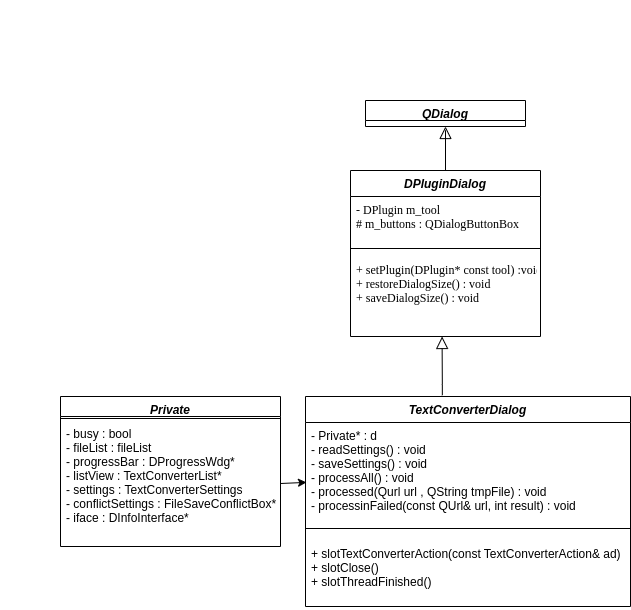 QDialog
DPluginDialog
- DPlugin m_tool
# m_buttons : QDialogButtonBox
+ setPlugin(DPlugin* const tool) :voi
+ restoreDialogSize() : void
+ saveDialogSize() : void
Private
- busy : bool
- fileList : fileList
- progressBar : DProgressWdg*
- listView : TextConverterList*
- settings : TextConverterSettings
- conflictSettings : FileSaveConflictBox*
- iface : DInfoInterface*
TextConverterDialog
- Private* : d
- readSettings() : void
- saveSettings() : void
- processAll() : void
- processed(Qurl url , QString tmpFile) : void
- processinFailed(const QUrl& url, int result) : void
+ slotTextConverterAction(const TextConverterAction& ad)
+ slotClose()
+ slotThreadFinished()